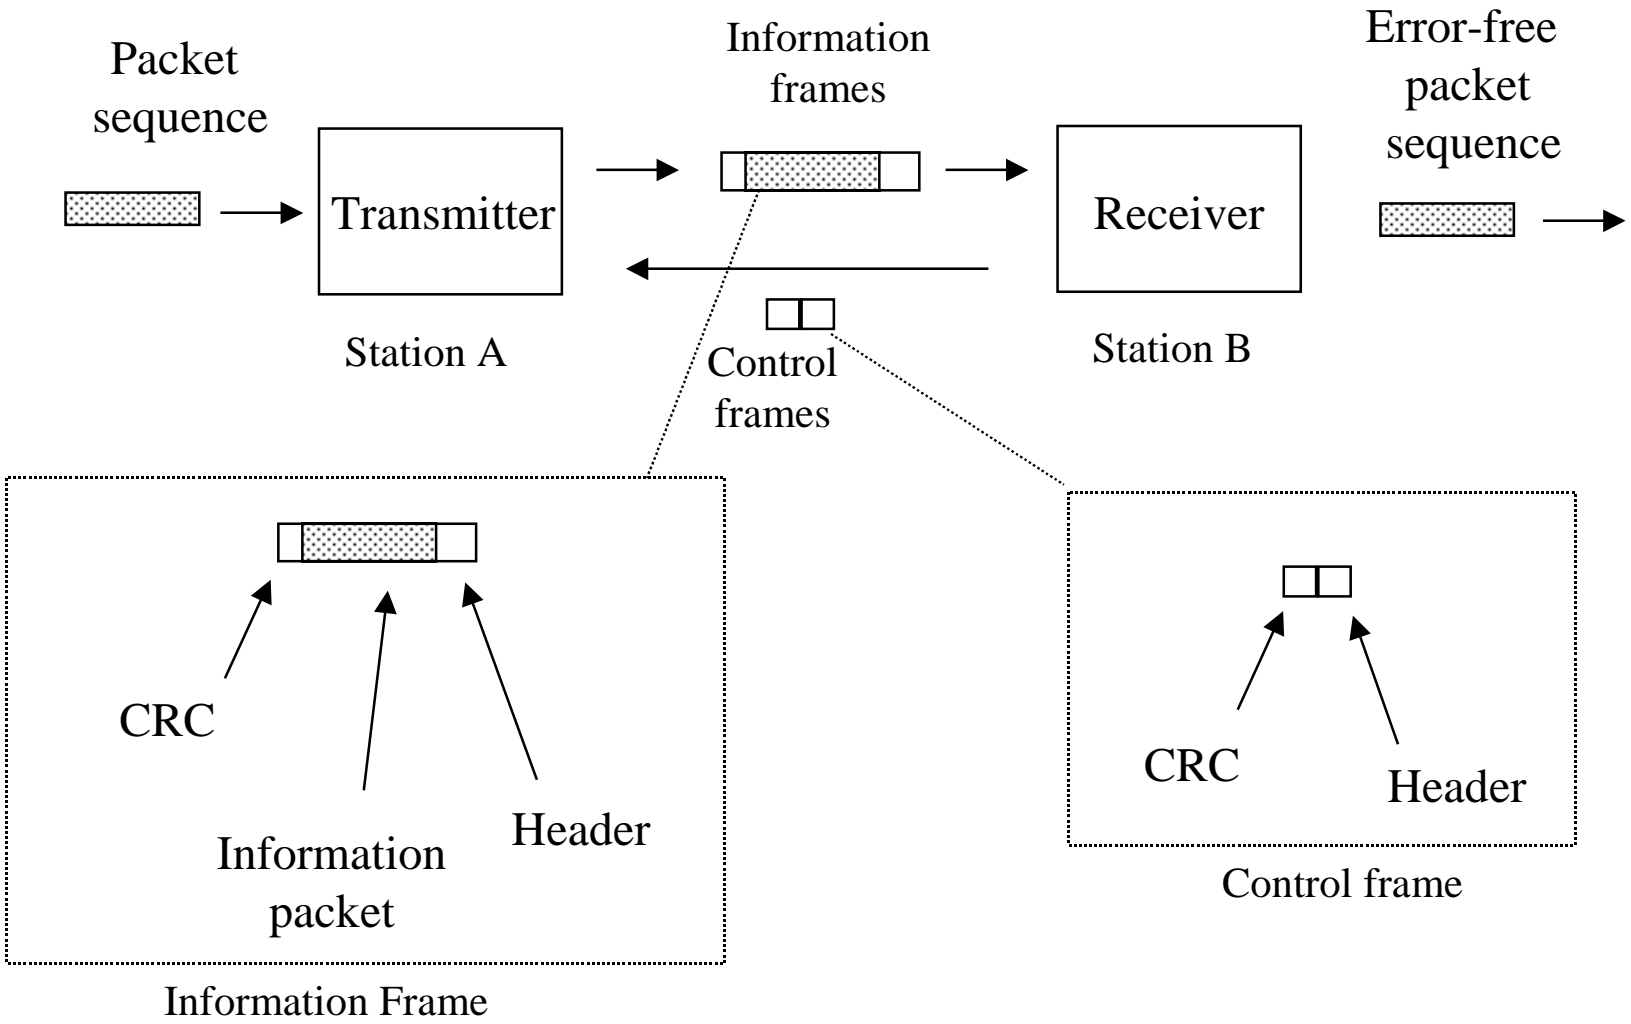 Packet
sequence
Information
frames
Error-free
packet
sequence
Transmitter
Receiver
Station A
Control
frames
Station B
CRC
Information
packet
Header
Information Frame
CRC
Header
Control frame